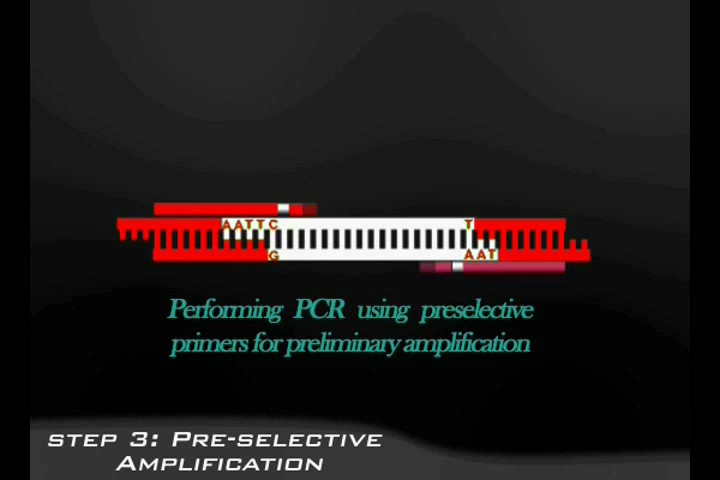 AATTC T
G AAT
Performing PCR using preselective
primers for preliminary amplification
STEP 3: PRE-SELECTIVE
AMPLIFICATION